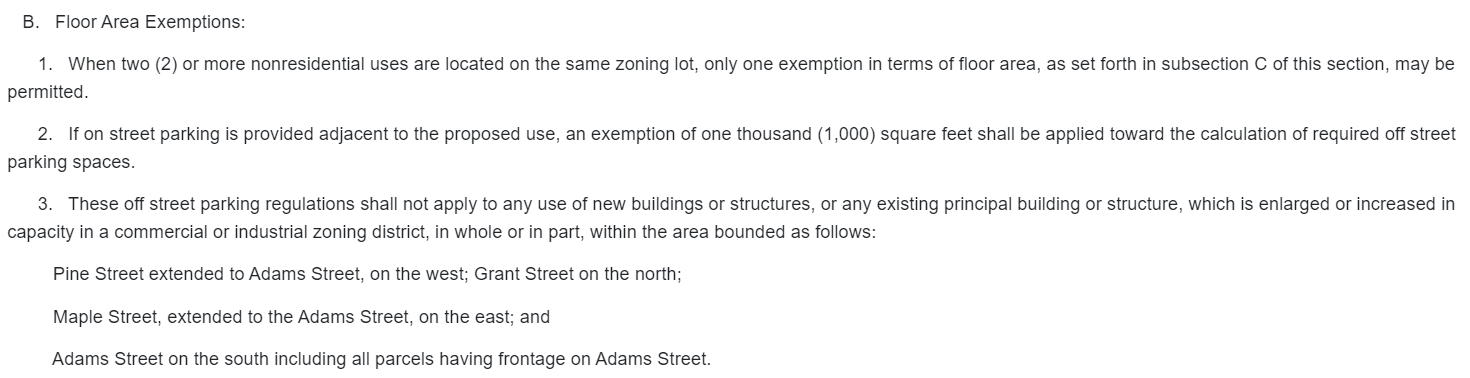 B. Floor Area Exemptions:
1. When two (2) or more nonresidential uses are located on the same zoning lot, only one exemption in terms of floor area, as set forth in subsection C of this section, may be
permitted.
2. If on street parking is provided adjacent to the proposed use, an exemption of one thousand (1,000) square feet shall be applied toward the calculation of required off street
parking spaces.
3. These off street parking regulations shall not apply to any use of new buildings or structures, or any existing principal building or structure, which is enlarged or increased in
capacity in a commercial or industrial zoning district, in whole or in part, within the area bounded as follows:
Pine Street extended to Adams Street, on the west; Grant Street on the north;
Maple Street, extended to the Adams Street, on the east; and
Adams Street on the south including all parcels having frontage on Adams Street.